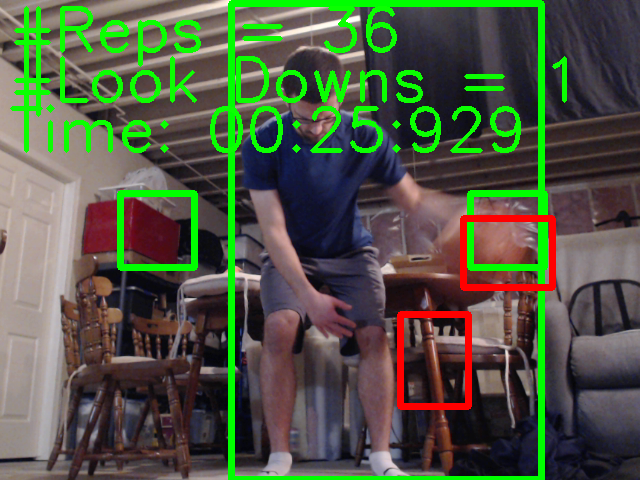 #Reps = 36
#Look Downs = 1
Time: 00:25:929